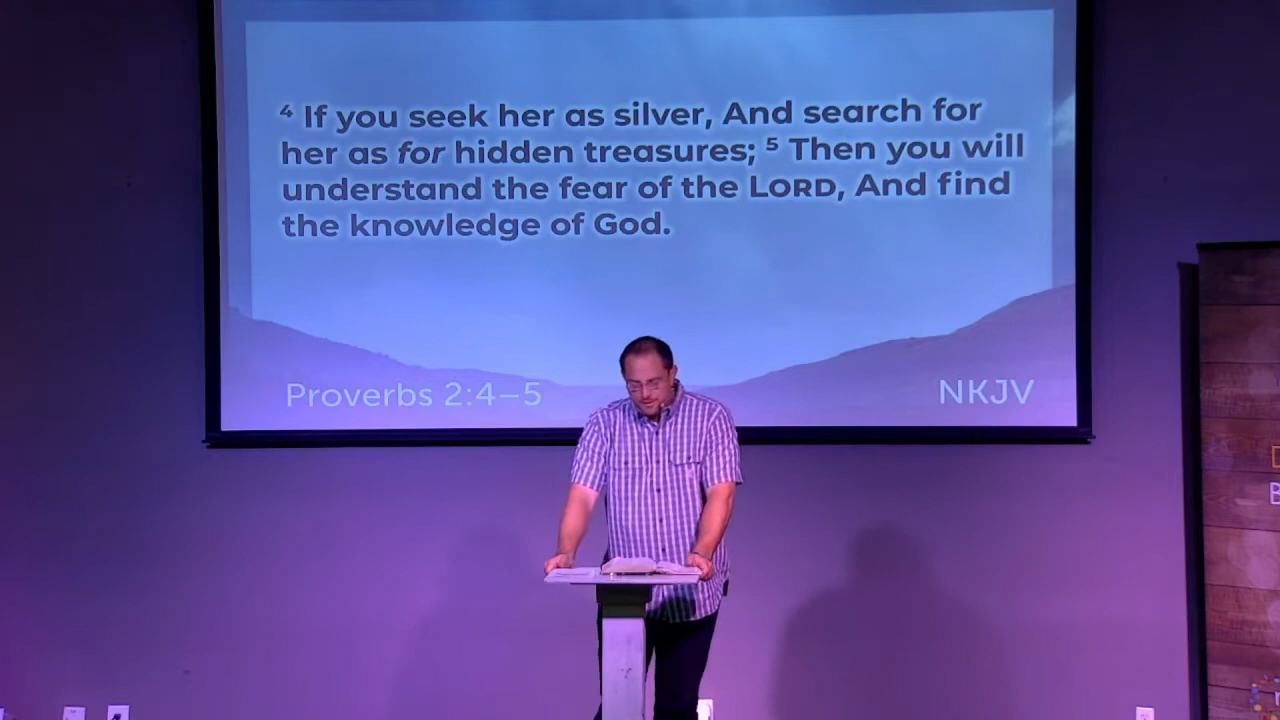 ⁴ If you seek her as silver, And search for
her as for hidden treasures; ⁵ Then you will
understand the fear of the LORD, And find
the knowledge of God.
Proverbs 2:4–5
NKJV